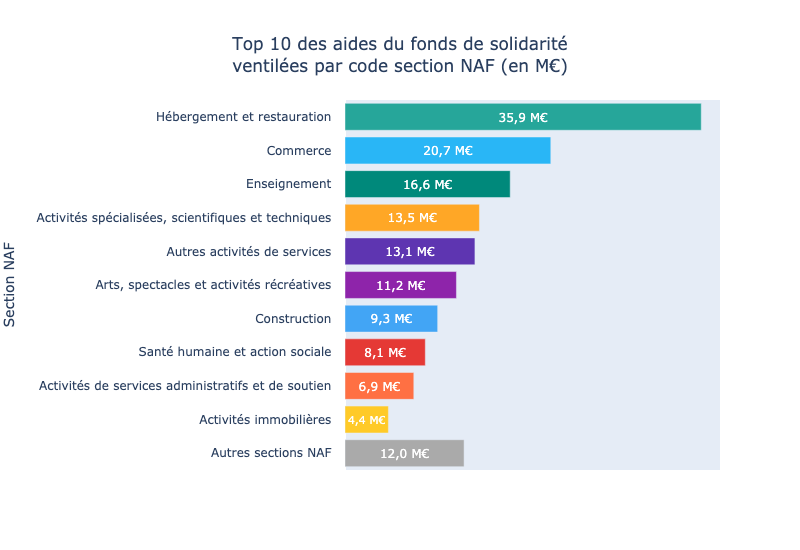 Top 10 des aides du fonds de solidarité
ventilées par code section NAF (en M€)
Section NAF
Hébergement et restauration 35,9 M€
Commerce 20,7 M€
Enseignement 16,6 M€
Activités spécialisées, scientifiques et techniques 13,5 M€
Autres activités de services 13,1 M€
Arts, spectacles et activités récréatives 11,2 M€
Construction 9,3 M€
Santé humaine et action sociale 8,1 M€
Activités de services administratifs et de soutien 6,9 M€
Activités immobilières 4,4 M€
Autres sections NAF 12,0 M€